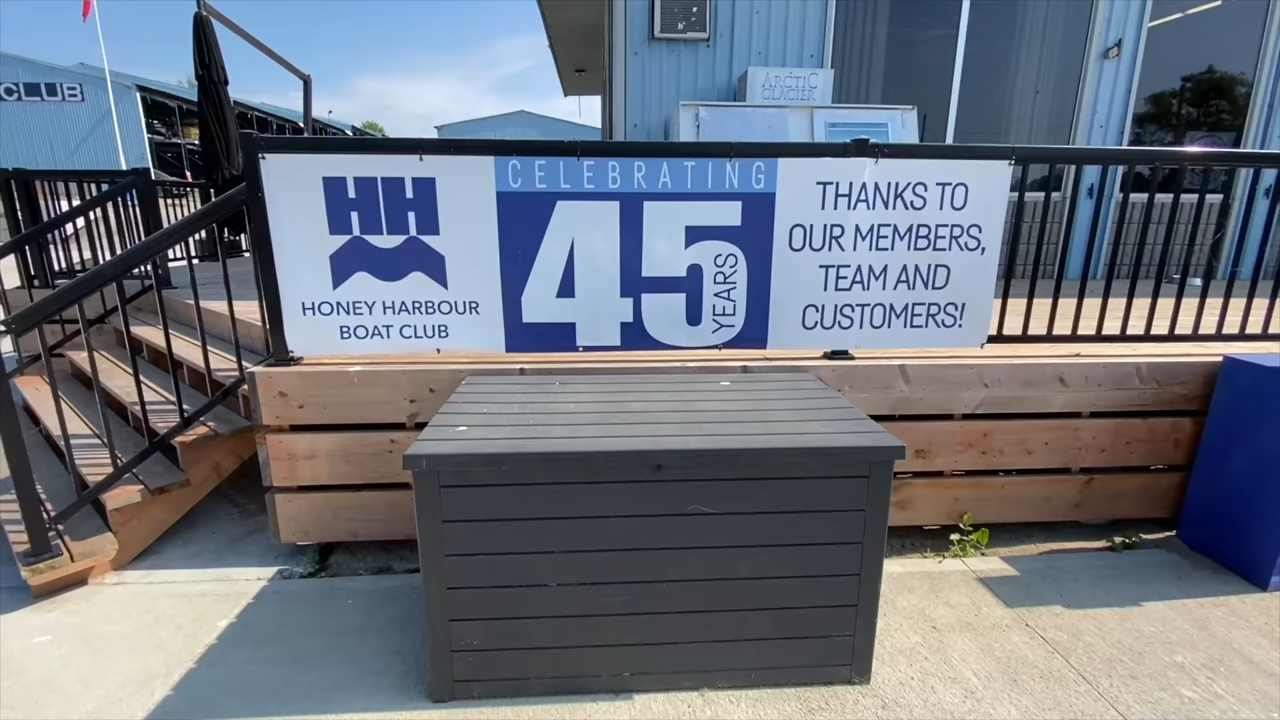 CLUB
ARCTIC
GLACIER
HH
HONEY HARBOUR
BOAT CLUB
CELEBRATING
45
YEARS
THANKS TO
OUR MEMBERS,
TEAM AND
CUSTOMERS!